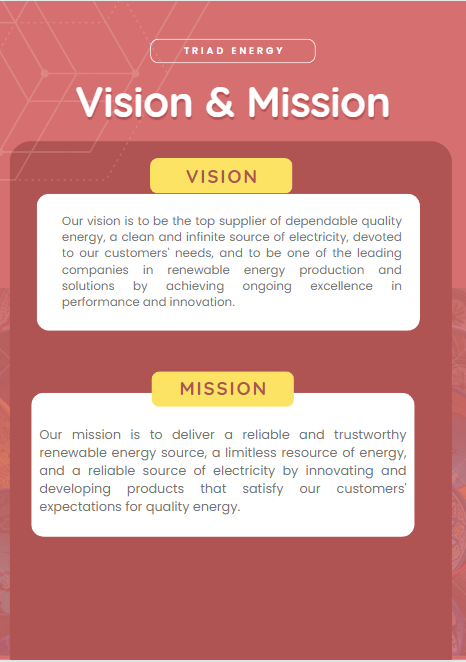 TRIAD ENERGY
Vision & Mission
VISION
Our vision is to be the top supplier of dependable quality
energy, a clean and infinite source of electricity, devoted
to our customers' needs, and to be one of the leading
companies in renewable energy production and
solutions by achieving ongoing excellence in
performance and innovation.
MISSION
Our mission is to deliver a reliable and trustworthy
renewable energy source, a limitless resource of energy,
and a reliable source of electricity by innovating and
developing products that satisfy our customers'
expectations for quality energy.